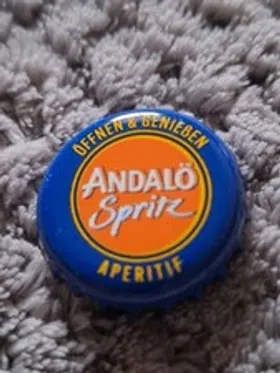 ÖFFNEN & GENIEßEN
ANDALÖ
Spritz
APERITIF